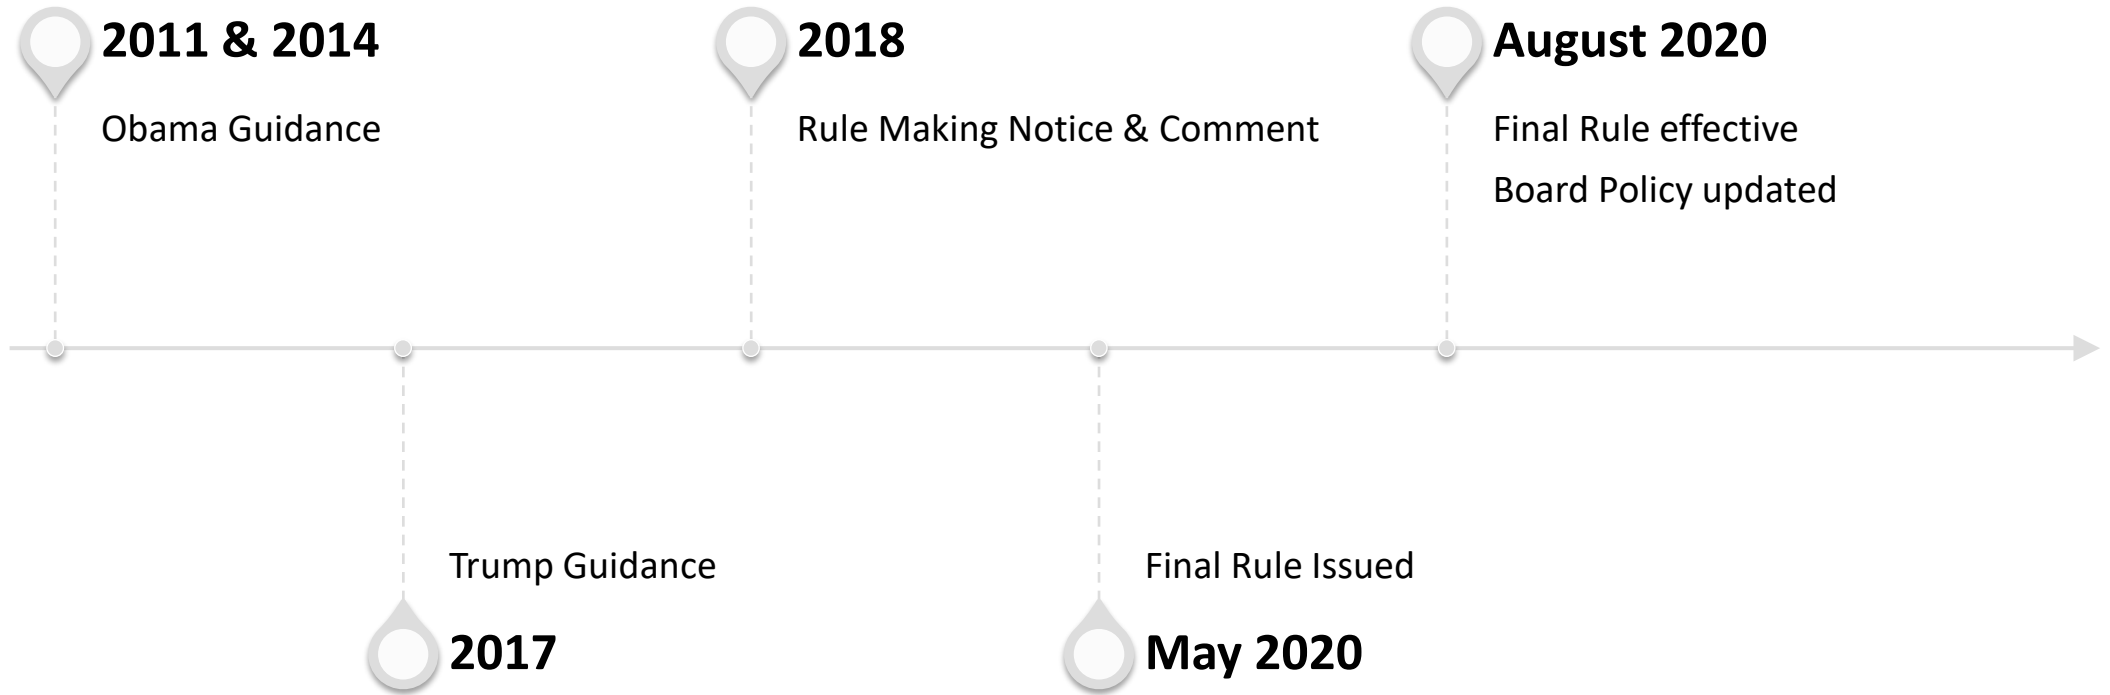 2011 & 2014
Obama Guidance
Trump Guidance
2017
2018
Rule Making Notice & Comment
Final Rule Issued
May 2020
August 2020
Final Rule effective
Board Policy updated